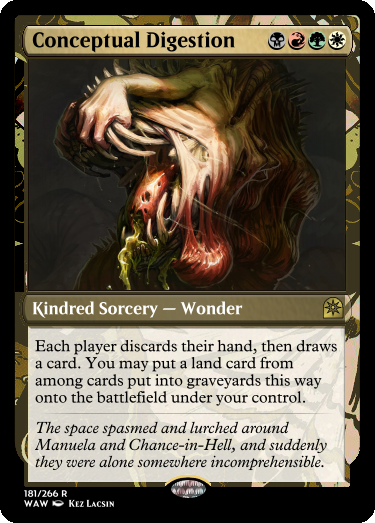 Conceptual Digestion
Kindred Sorcery — Wonder
Each player discards their hand, then draws
a card. You may put a land card from
among cards put into graveyards this way
onto the battlefield under your control.
The space spasmed and lurched around
Manuela and Chance-in-Hell, and suddenly
they were alone somewhere incomprehensible.
181/266 R
WAW Kez Lacsin